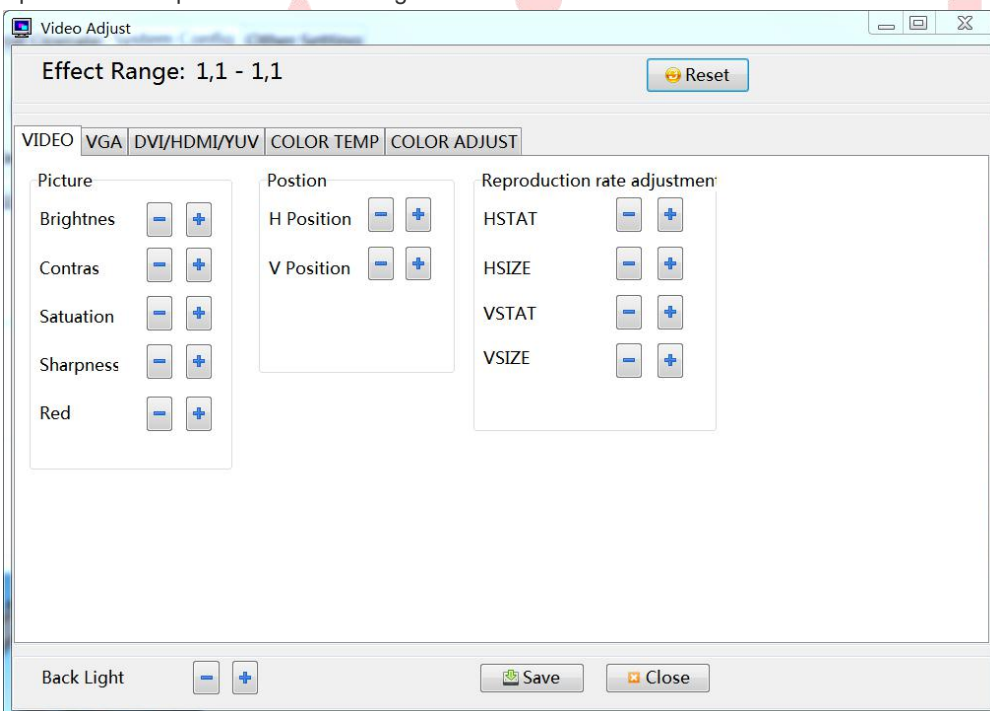 Video Adjust
Effect Range: 1,1 - 1,1
Reset
VIDEO VGA DVI/HDMI/YUV COLOR TEMP COLOR ADJUST
Picture Postion Reproduction rate adjustmen
Brightnes H Position HSTAT
Contras V Position HSIZE
Satuation VSTAT
Sharpness VSIZE
Red
Back Light Save Close